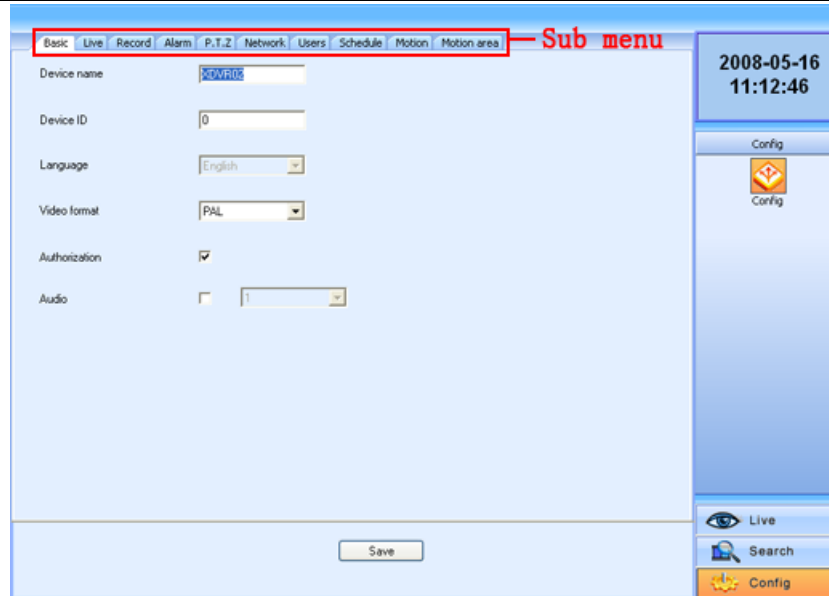 Basic Live Record Alarm P.T.Z Network Users Schedule Motion Motion area
Sub menu
Device name XDVR02
Device ID 0
Language English
Video format PAL
Authorization
Audio 1
Save
2008-05-16
11:12:46
Config
Config
Live
Search
Config